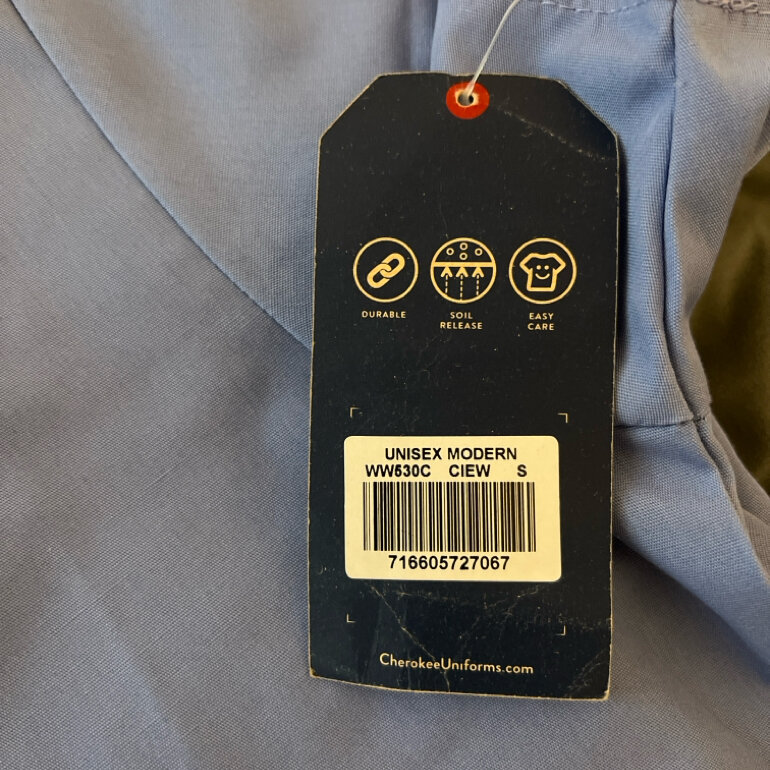 DURABLE
SOIL
RELEASE
EASY
CARE
UNISEX MODERN
WW530C CIEW S
716605727067
CherokeeUniforms.com